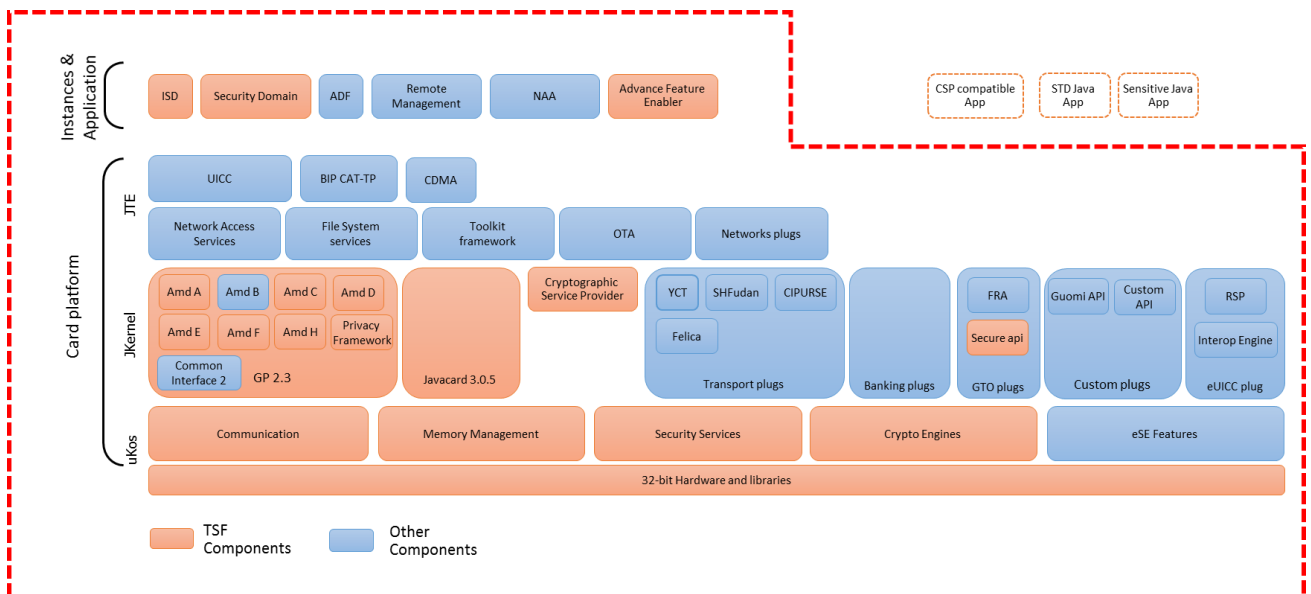 Instances &
Application
ISD
Security Domain
ADF
Remote
Management
NAA
Advance Feature
Enabler
CSP compatible
App
STD Java
App
Sensitive Java
App
Card platform
JTE
UICC
BIP CAT-TP
CDMA
Network Access
Services
File System
services
Toolkit
framework
OTA
Networks plugs
JKernel
Amd A
Amd B
Amd C
Amd D
Amd E
Amd F
Amd H
Privacy
Framework
Common
Interface 2
GP 2.3
Javacard 3.0.5
Cryptographic
Service Provider
YCT
SHFudan
CIPURSE
Felica
Transport plugs
Banking plugs
FRA
Secure api
GTO plugs
Guomi API
Custom
API
Custom plugs
RSP
Interop Engine
eUICC plug
uKos
Communication
Memory Management
Security Services
Crypto Engines
eSE Features
32-bit Hardware and libraries
TSF
Components
Other
Components